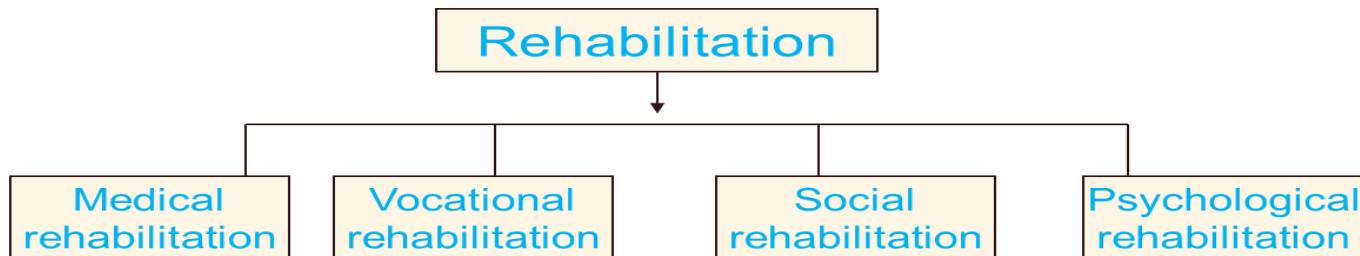 Rehabilitation
Medical
rehabilitation
Vocational
rehabilitation
Social
rehabilitation
Psychological
rehabilitation